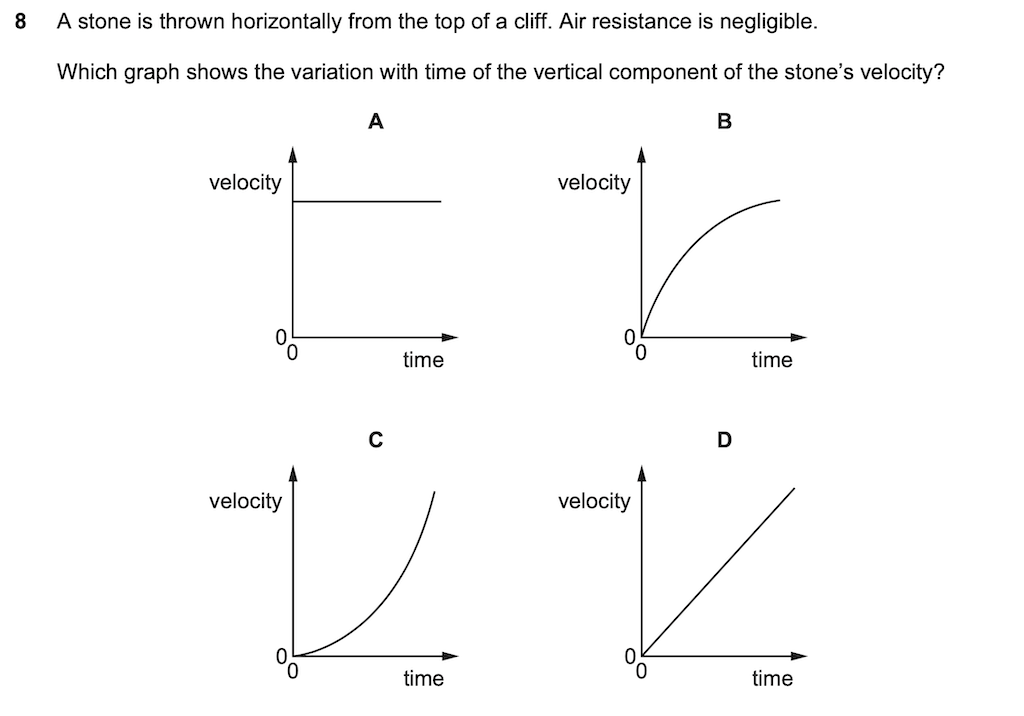 8 A stone is thrown horizontally from the top of a cliff. Air resistance is negligible.
Which graph shows the variation with time of the vertical component of the stone’s velocity?
A
velocity
0
0
time
B
velocity
0
0
time
C
velocity
0
0
time
D
velocity
0
0
time